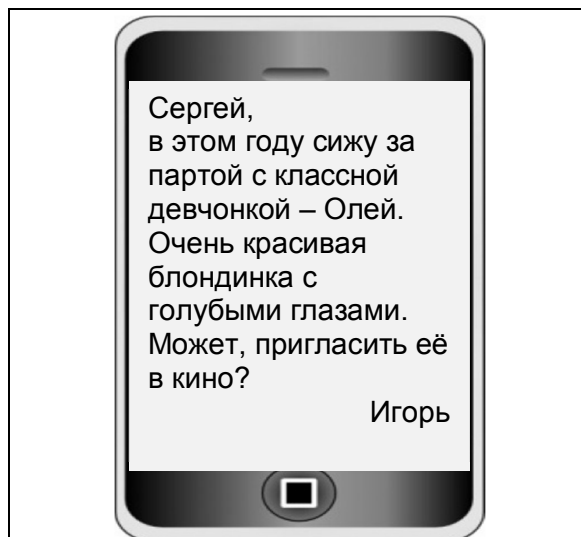 Сергей,
в этом году сижу за
партой с классной
девчонкой – Олей.
Очень красивая
блондинка с
голубыми глазами.
Может, пригласить её
в кино?
Игорь